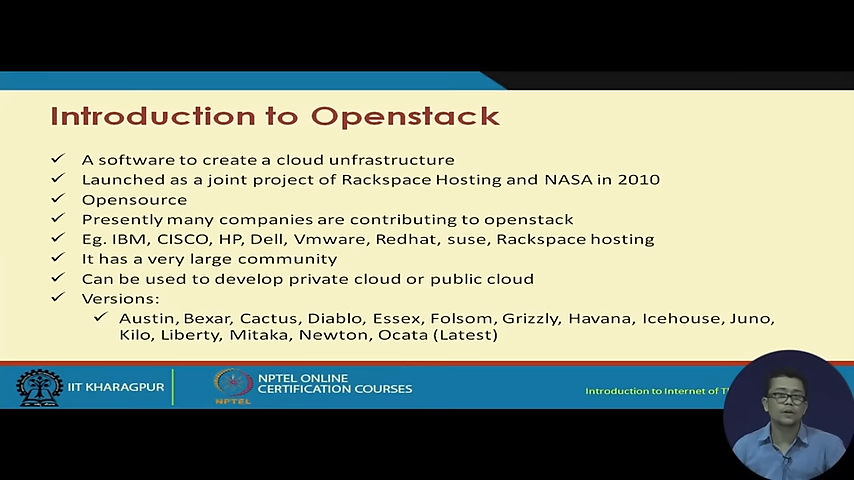 Introduction to Openstack
✓ A software to create a cloud unfrastructure
✓ Launched as a joint project of Rackspace Hosting and NASA in 2010
✓ Opensource
✓ Presently many companies are contributing to openstack
✓ Eg. IBM, CISCO, HP, Dell, Vmware, Redhat, suse, Rackspace hosting
✓ It has a very large community
✓ Can be used to develop private cloud or public cloud
✓ Versions:
✓ Austin, Bexar, Cactus, Diablo, Essex, Folsom, Grizzly, Havana, Icehouse, Juno,
Kilo, Liberty, Mitaka, Newton, Ocata (Latest)
IIT KHARAGPUR
NPTEL
NPTEL ONLINE
CERTIFICATION COURSES
Introduction to Internet of